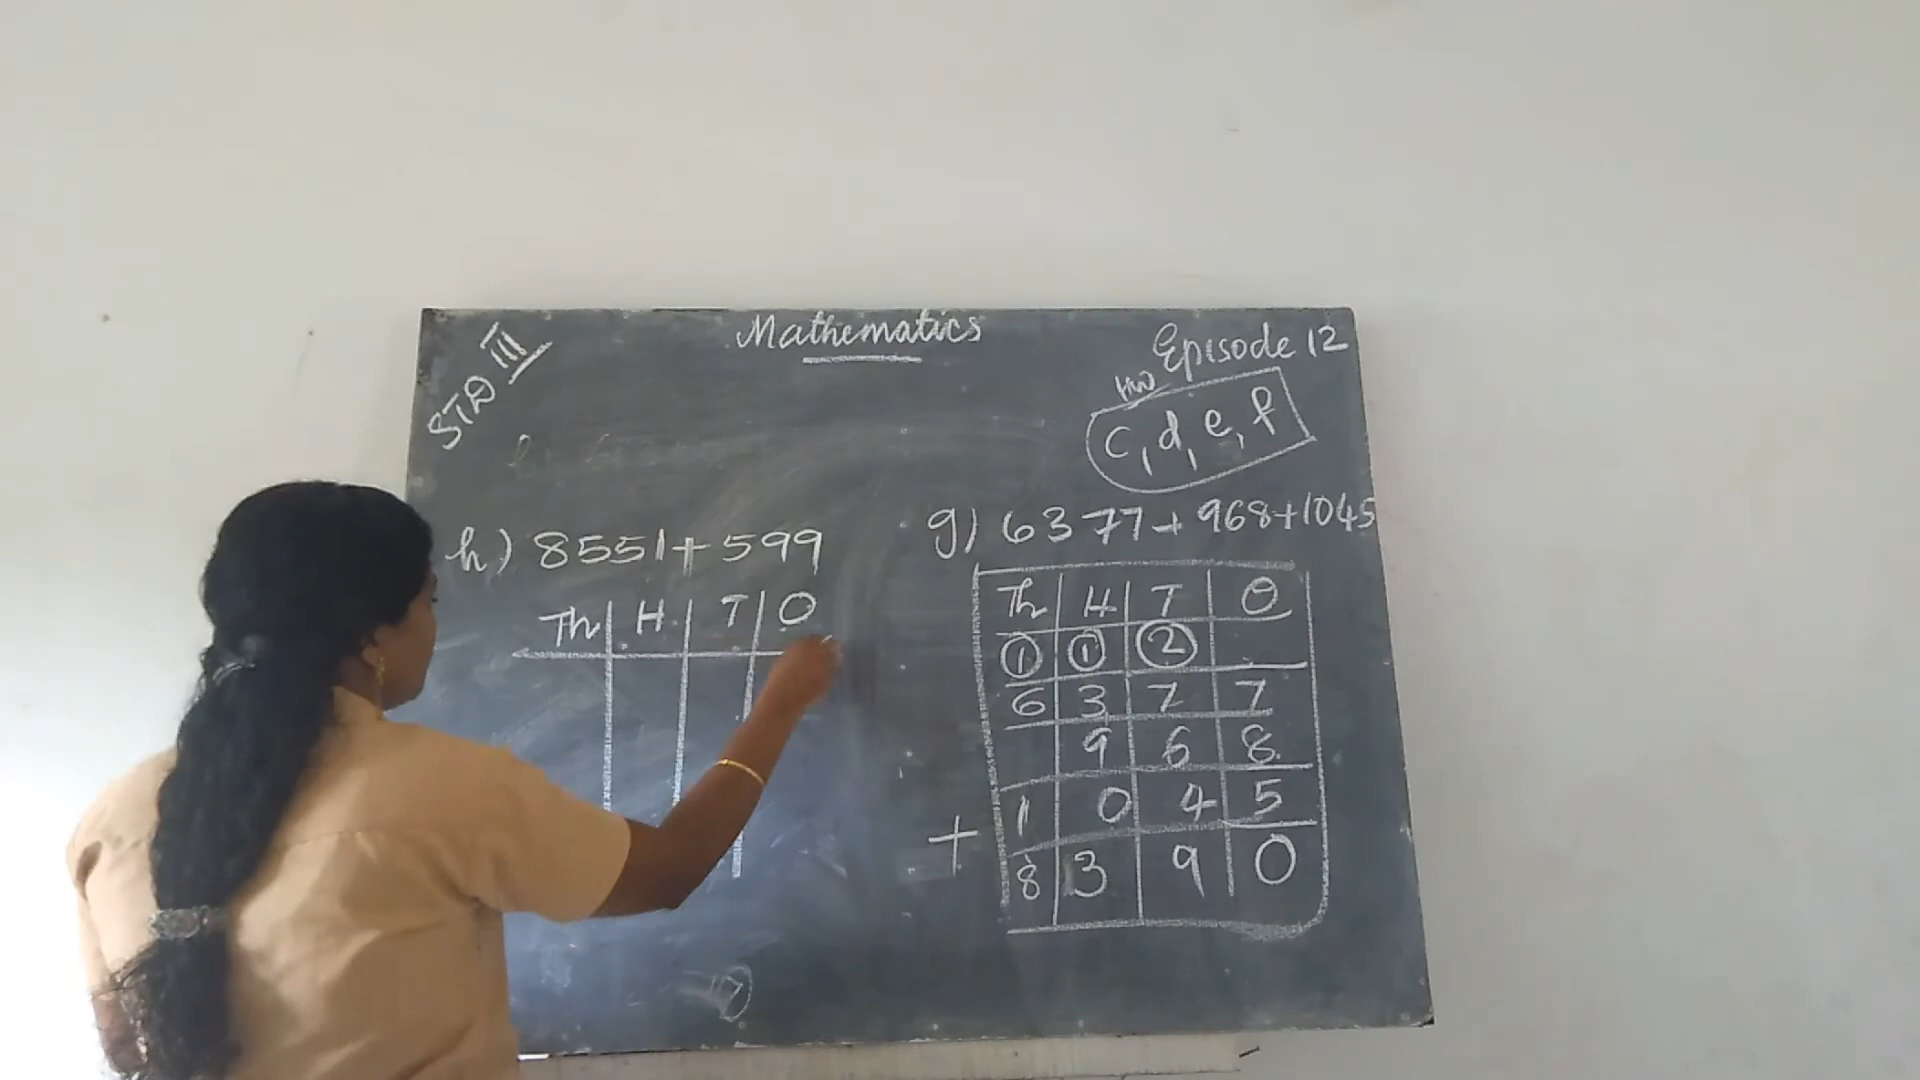 STD III
Mathematics
Episode 12
HW
c, d, e, f
h) 8551+599
Th H T O
g) 6377+968+1045
Th H T O
1 1 2
6 3 7 7
9 6 8
+ 1 0 4 5
8 3 9 0